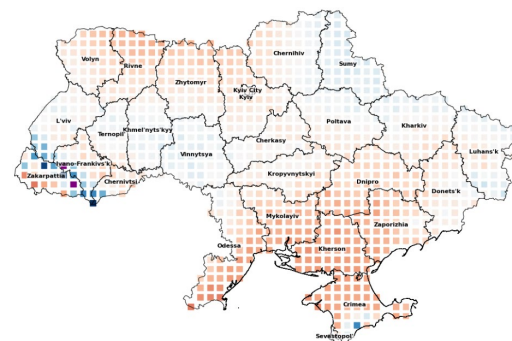 Chernihiv
Volyn
Rivne
Sumy
Zhytomyr
Kyiv City
Kyiv
L'viv
Poltava
Kharkiv
Ternopil'
Khmel'nyts'kyy
Cherkasy
Vinnytsya
Luhans'k
Ivano-Frankivs'k
Zakarpattia
Chernivtsi
Kropyvnytskyi
Dnipro
Donets'k
Mykolayiv
Zaporizhia
Odessa
Kherson
Crimea
Sevastopol'